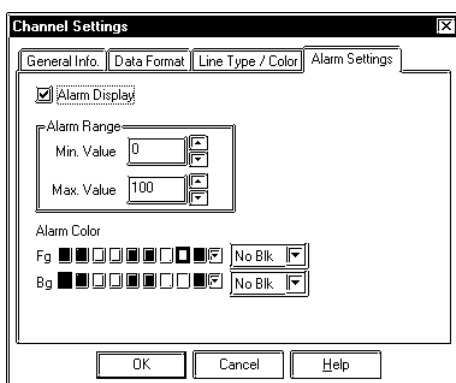 Channel Settings
General Info. Data Format Line Type / Color Alarm Settings
Alarm Display
Alarm Range
Min. Value 0
Max. Value 100
Alarm Color
Fg No Blk
Bg No Blk
OK Cancel Help